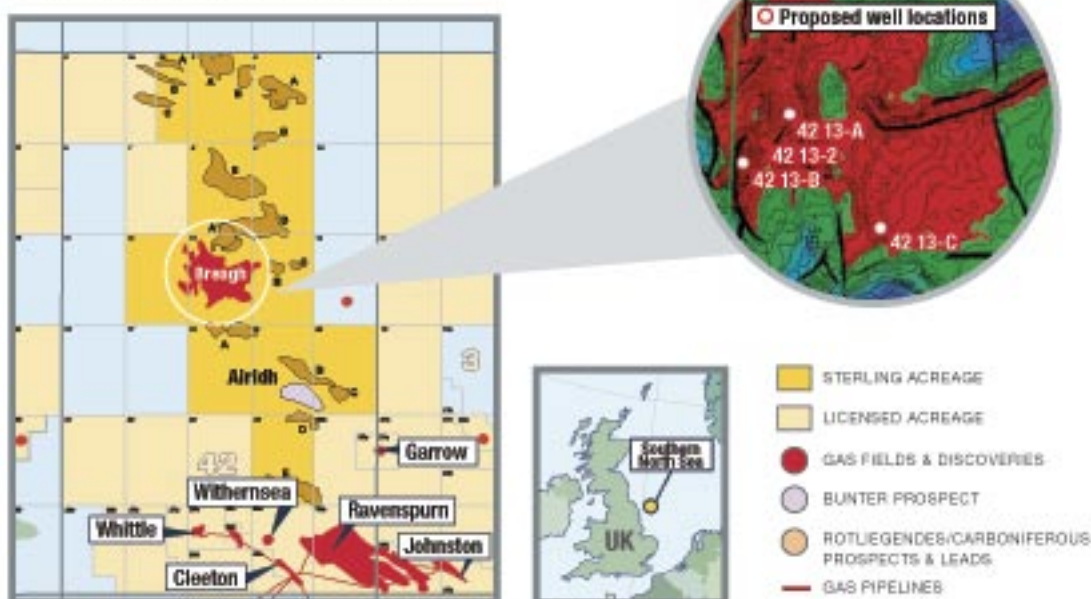 Proposed well locations
42 13-A
42 13-2
42 13-B
42 13-C
Breagh
Airidh
3
42
Garrow
Withernsea
Whittle
Ravenspurn
Johnston
Cleeton
Southern
North Sea
UK
STERLING ACREAGE
LICENSED ACREAGE
GAS FIELDS & DISCOVERIES
BUNTER PROSPECT
ROTLIEGENDES/CARBONIFEROUS
PROSPECTS & LEADS
GAS PIPELINES